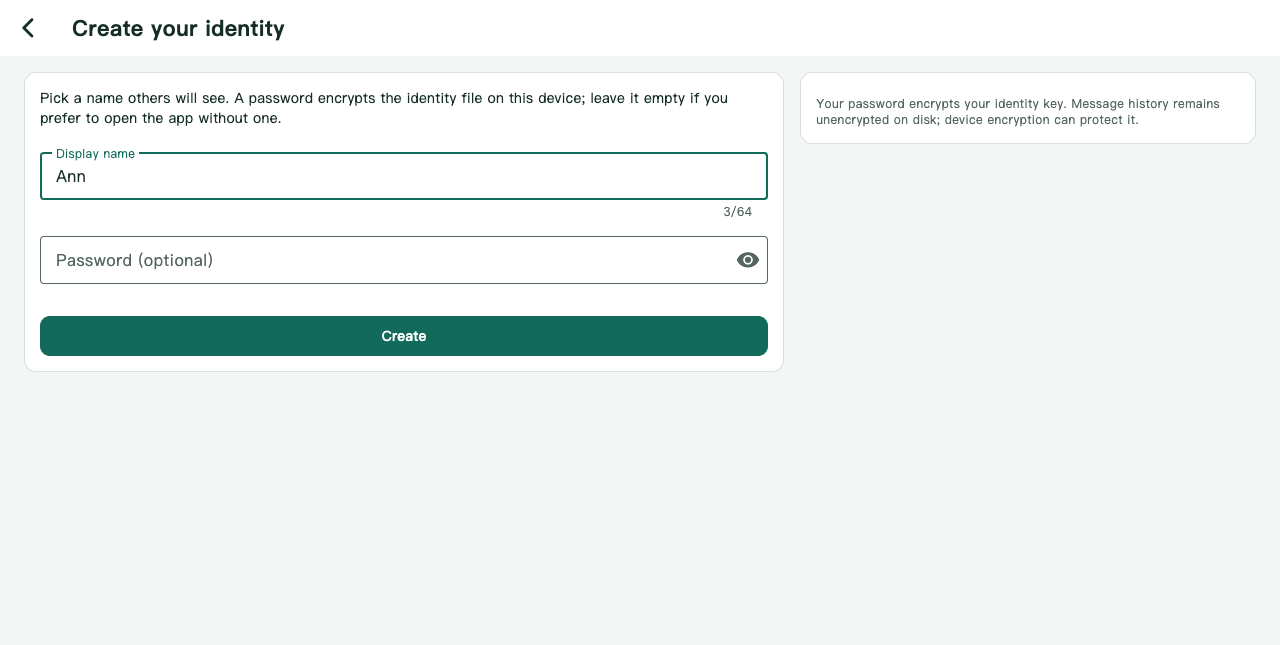 Create your identity
Pick a name others will see. A password encrypts the identity file on this device; leave it empty if you
prefer to open the app without one.
Display name
Ann
3/64
Password (optional)
Create
Your password encrypts your identity key. Message history remains
unencrypted on disk; device encryption can protect it.